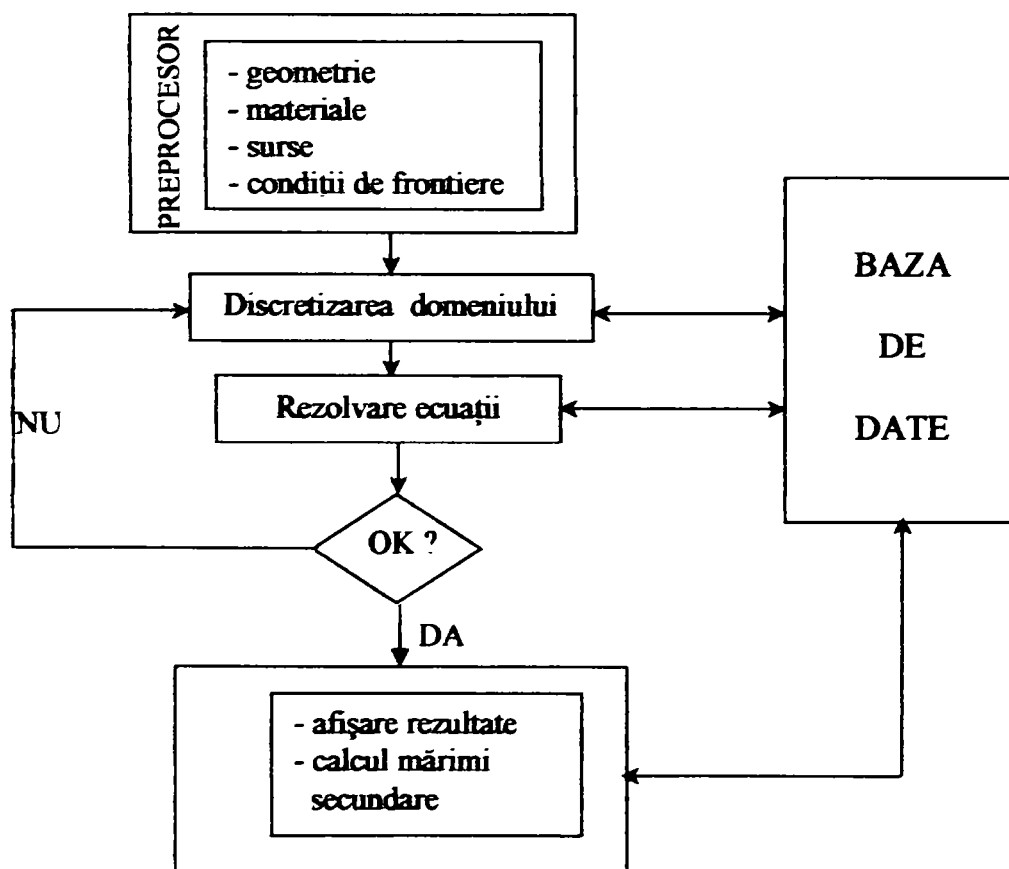 PREPROCESOR
- geometrie
- materiale
- surse
- condiții de frontiere
Discretizarea domeniului
Rezolvare ecuații
OK ?
NU
DA
- afișare rezultate
- calcul mărimi
secundare
BAZA
DE
DATE